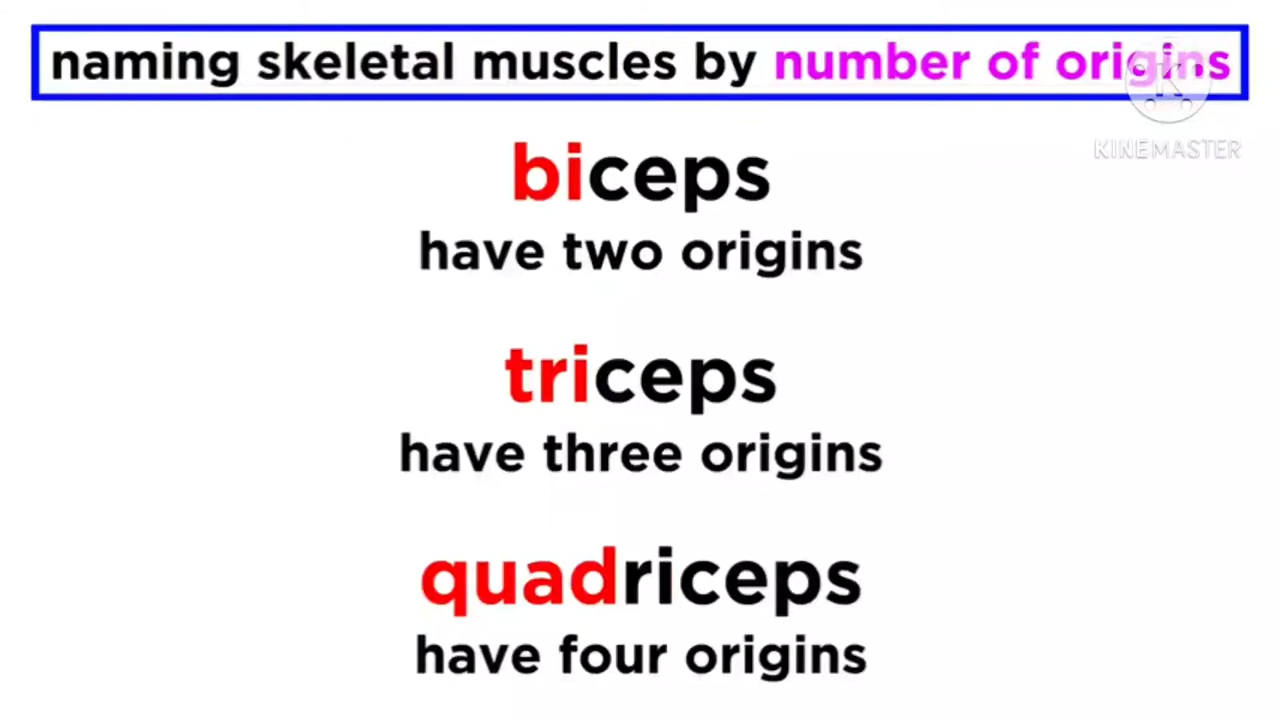 naming skeletal muscles by number of origins
KINEMASTER
biceps
have two origins
triceps
have three origins
quadriceps
have four origins